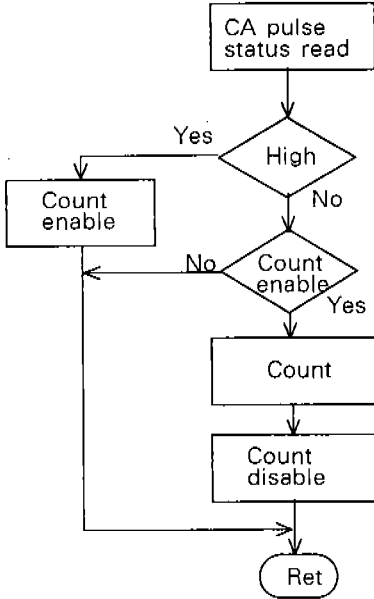 CA pulse
status read
Yes
High
No
Count
enable
No
Count
enable
Yes
Count
Count
disable
Ret